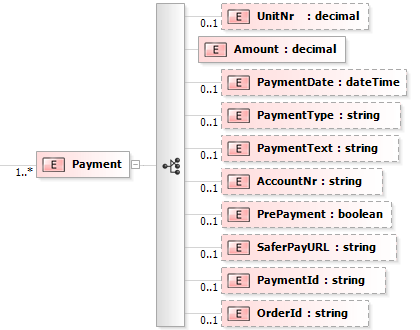 E UnitNr : decimal
0..1
E Amount : decimal
E PaymentDate : dateTime
0..1
E PaymentType : string
0..1
E PaymentText : string
0..1
E Payment
1..*
E AccountNr : string
0..1
E PrePayment : boolean
0..1
E SaferPayURL : string
0..1
E PaymentId : string
0..1
E OrderId : string
0..1